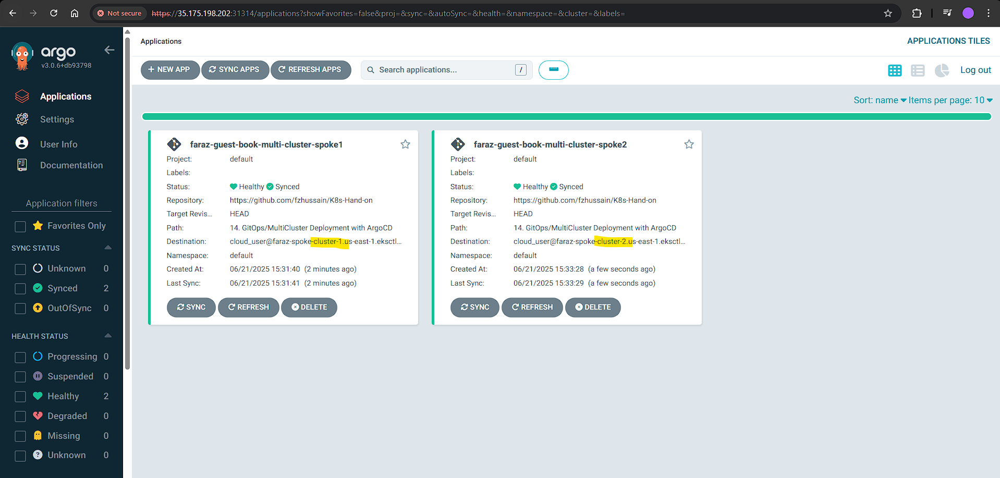 Not secure https://35.175.198.202:31314/applications?showFavorites=false&proj=&sync=&autoSync=&health=&namespace=&cluster=&labels=
argo
v3.0.6+db93798
Applications
Settings
User Info
Documentation
Application filters
Favorites Only
SYNC STATUS
Unknown 0
Synced 2
OutOfSync 0
HEALTH STATUS
Progressing 0
Suspended 0
Healthy 2
Degraded 0
Missing 0
Unknown 0
Applications
APPLICATIONS TILES
+ NEW APP SYNC APPS REFRESH APPS Search applications... / Log out
Sort: name Items per page: 10
faraz-guest-book-multi-cluster-spoke1
Project: default
Labels:
Status: Healthy Synced
Repository: https://github.com/fzhussain/K8s-Hand-on
Target Revis... HEAD
Path: 14. GitOps/MultiCluster Deployment with ArgoCD
Destination: cloud_user@faraz-spoke-cluster-1.us-east-1.eksctl...
Namespace: default
Created At: 06/21/2025 15:31:40 (2 minutes ago)
Last Sync: 06/21/2025 15:31:41 (2 minutes ago)
SYNC REFRESH DELETE
faraz-guest-book-multi-cluster-spoke2
Project: default
Labels:
Status: Healthy Synced
Repository: https://github.com/fzhussain/K8s-Hand-on
Target Revis... HEAD
Path: 14. GitOps/MultiCluster Deployment with ArgoCD
Destination: cloud_user@faraz-spoke-cluster-2.us-east-1.eksctl...
Namespace: default
Created At: 06/21/2025 15:33:28 (a few seconds ago)
Last Sync: 06/21/2025 15:33:29 (a few seconds ago)
SYNC REFRESH DELETE